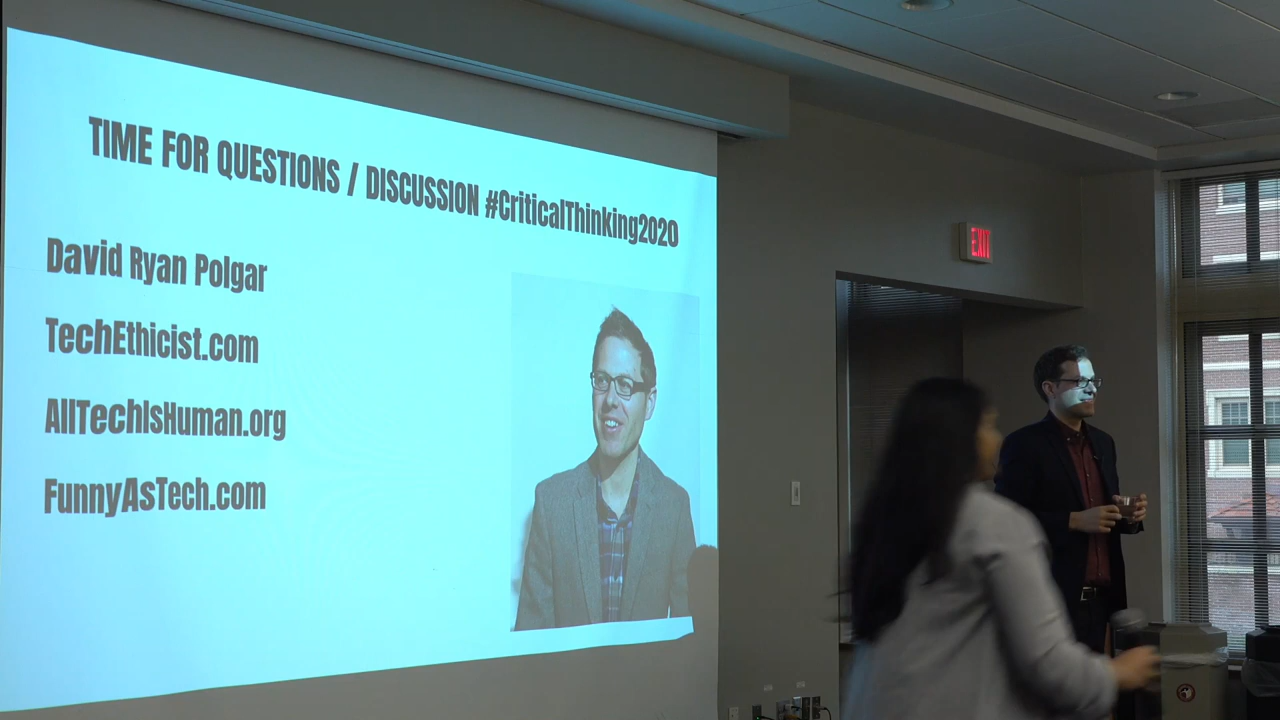 TIME FOR QUESTIONS / DISCUSSION #CriticalThinking2020
David Ryan Polgar
TechEthicist.com
AllTechIsHuman.org
FunnyAsTech.com
EXIT